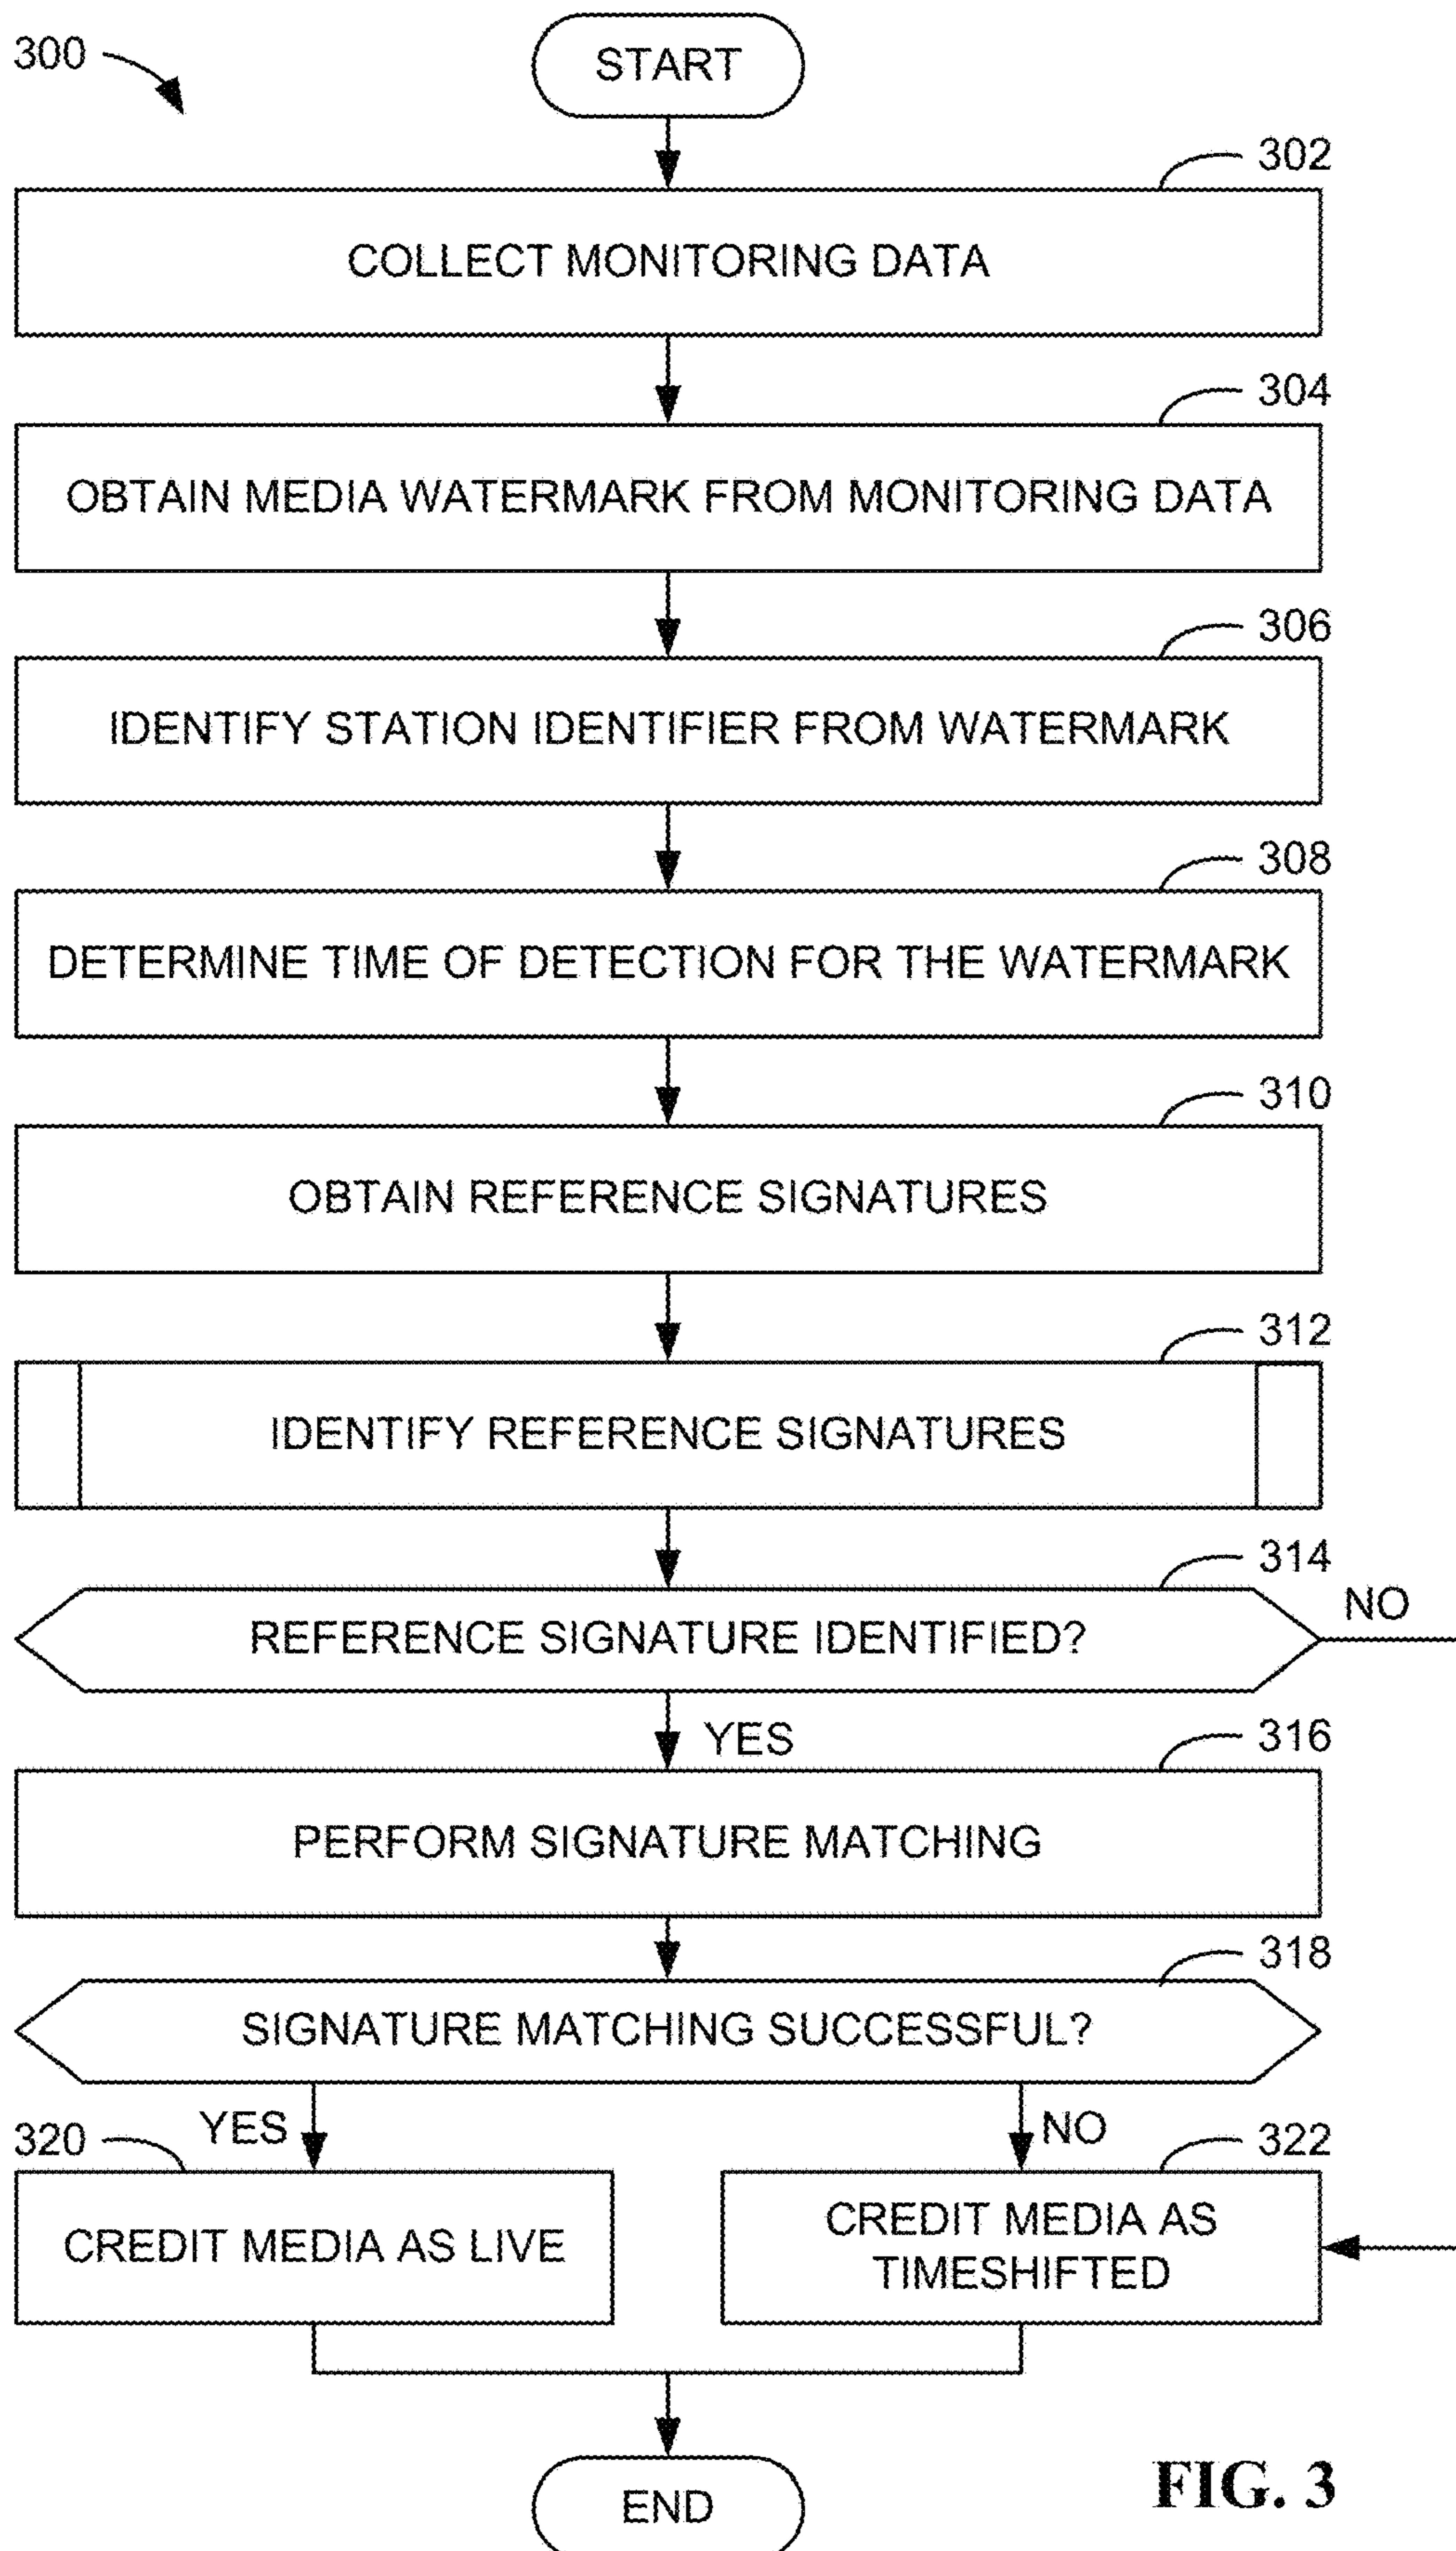 300
START
302
COLLECT MONITORING DATA
304
OBTAIN MEDIA WATERMARK FROM MONITORING DATA
306
IDENTIFY STATION IDENTIFIER FROM WATERMARK
308
DETERMINE TIME OF DETECTION FOR THE WATERMARK
310
OBTAIN REFERENCE SIGNATURES
312
IDENTIFY REFERENCE SIGNATURES
314
REFERENCE SIGNATURE IDENTIFIED?
NO
YES
316
PERFORM SIGNATURE MATCHING
318
SIGNATURE MATCHING SUCCESSFUL?
YES
NO
320
322
CREDIT MEDIA AS LIVE
CREDIT MEDIA AS
TIMESHIFTED
END
FIG. 3